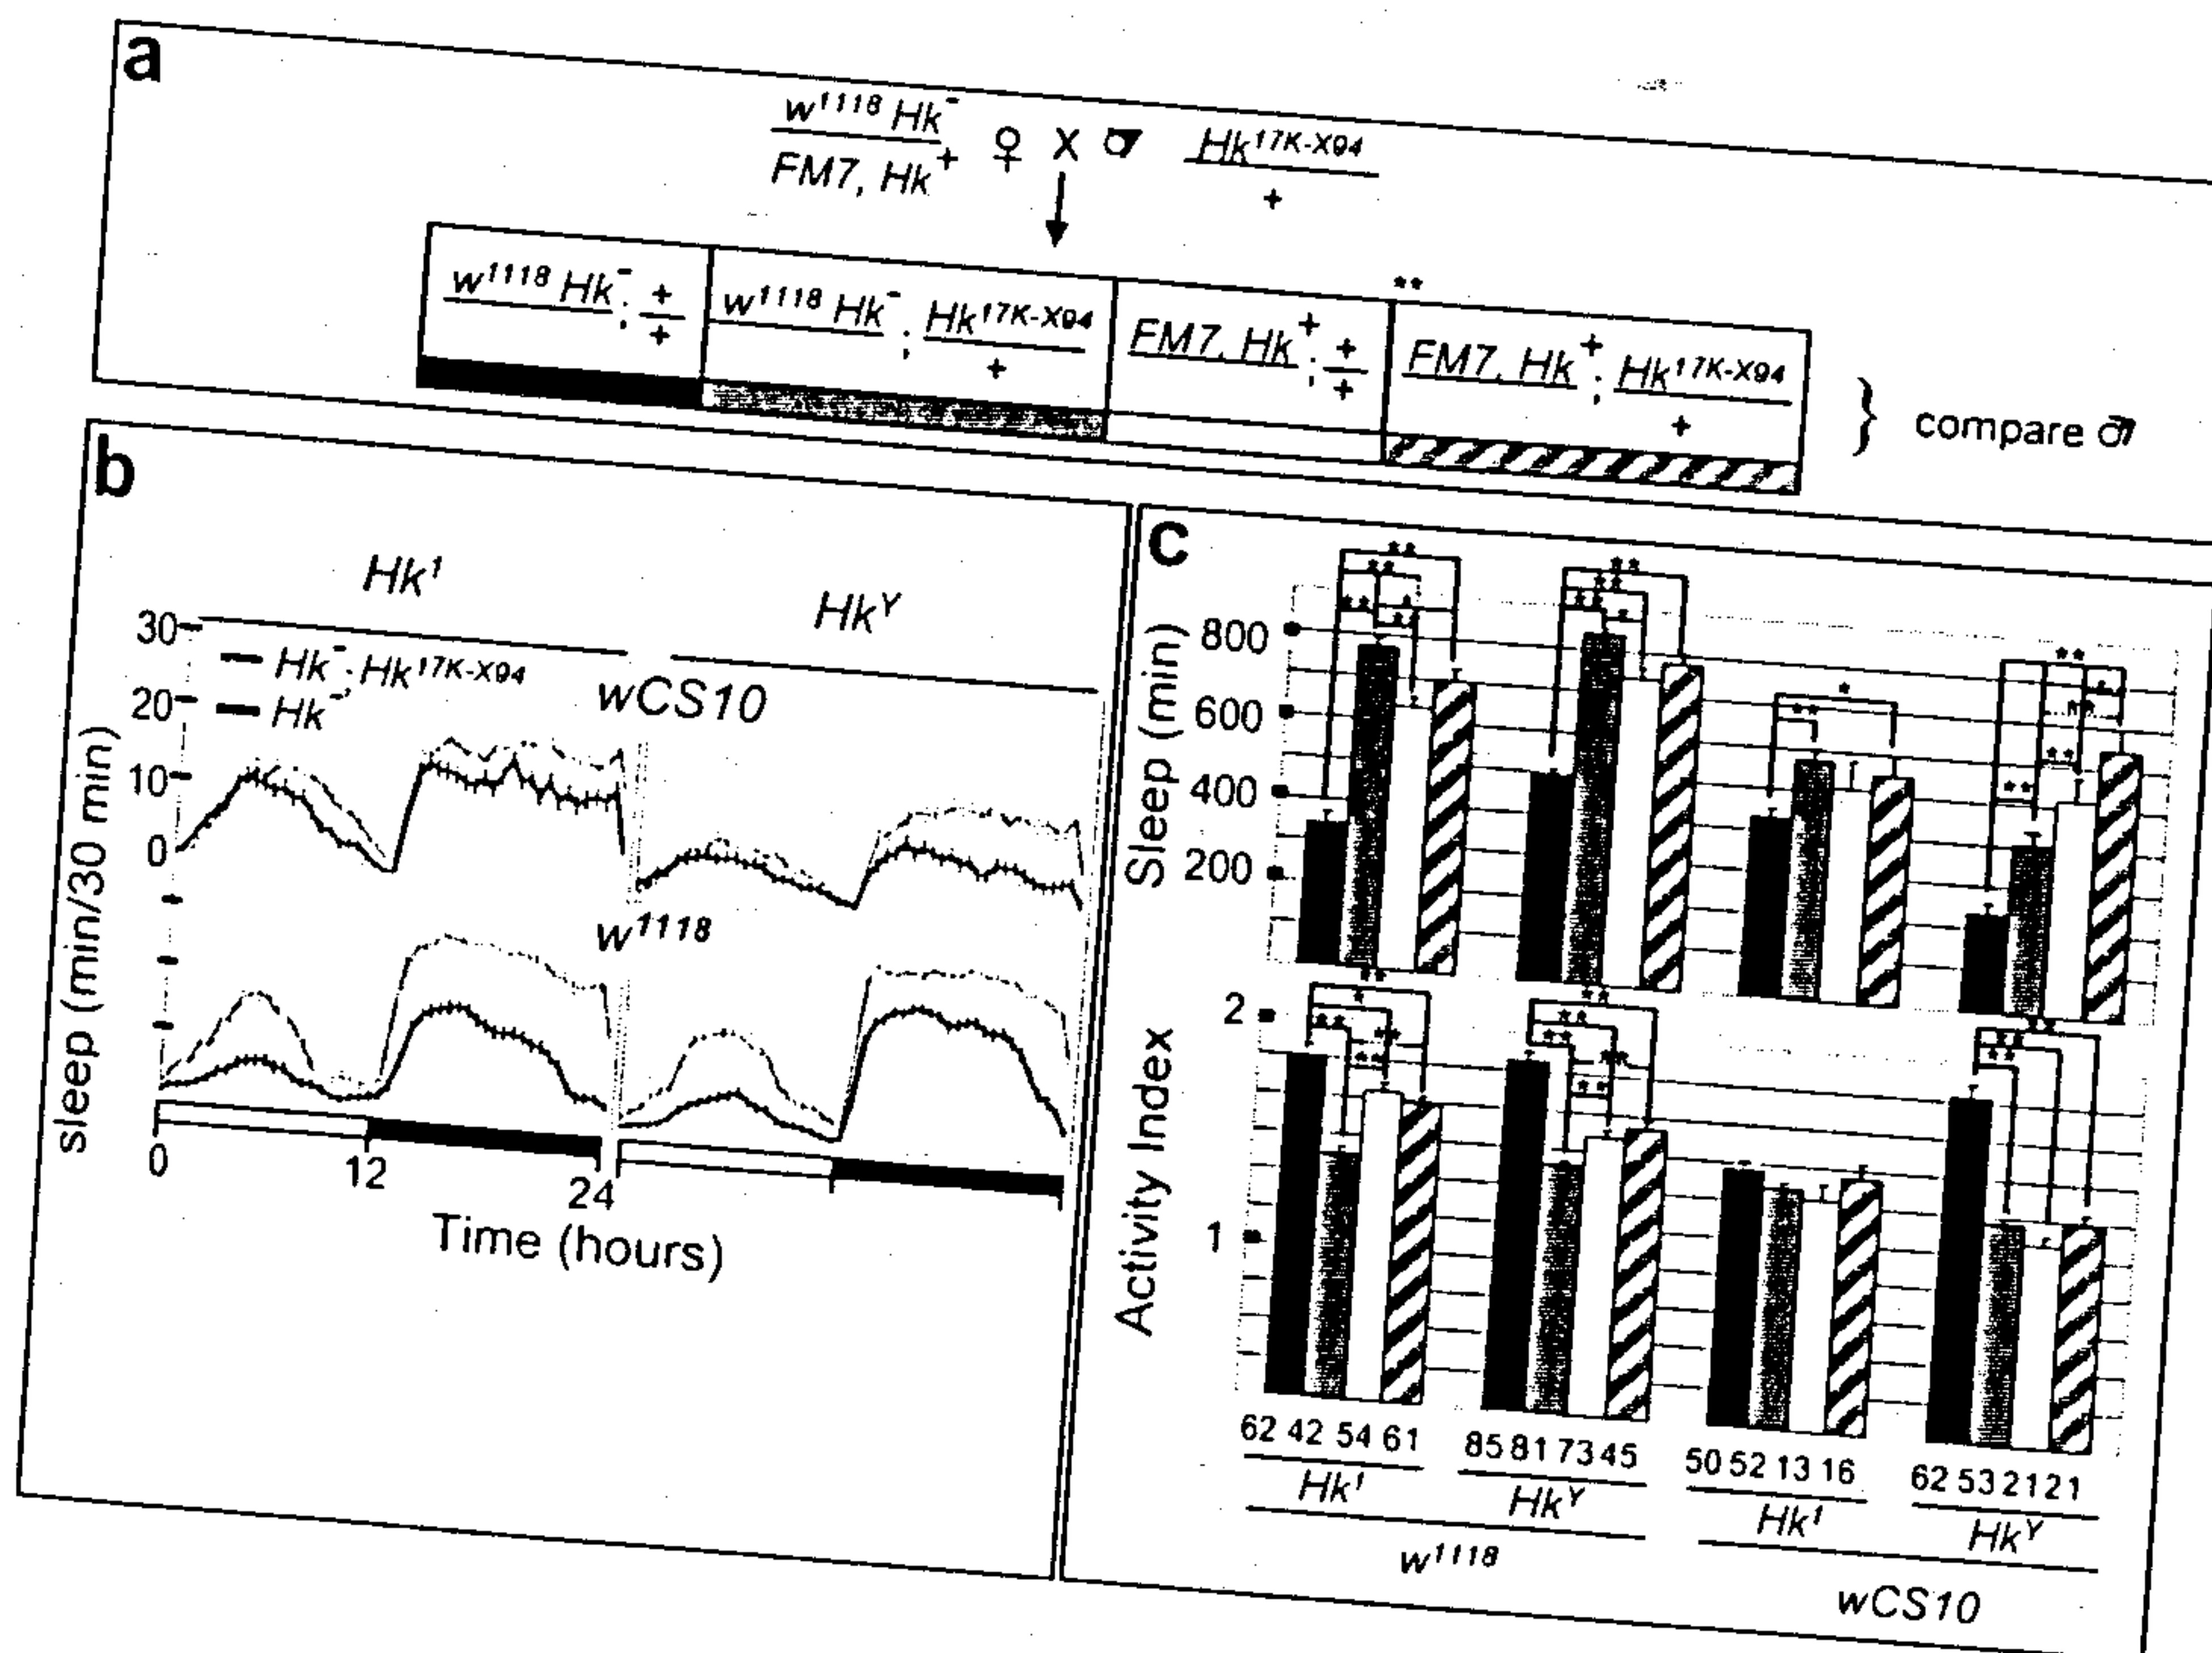 a
w1118 Hk- ♀ X ♂ Hk17K-X94
FM7, Hk+ +
w1118 Hk- ; + w1118 Hk- ; Hk17K-X94 FM7, Hk+ ; + ** FM7, Hk+ ; Hk17K-X94
+ + + +
} compare ♂
b
Hk1 HkY
30
20
10
0
Hk-; Hk17K-X94
Hk-
wCS10
w1118
sleep (min/30 min)
0 12 24
Time (hours)
c
800
600
400
200
Sleep (min)
2
1
Activity Index
62 42 54 61 85 81 73 45 50 52 13 16 62 53 21 21
Hk1 HkY Hk1 HkY
w1118 wCS10